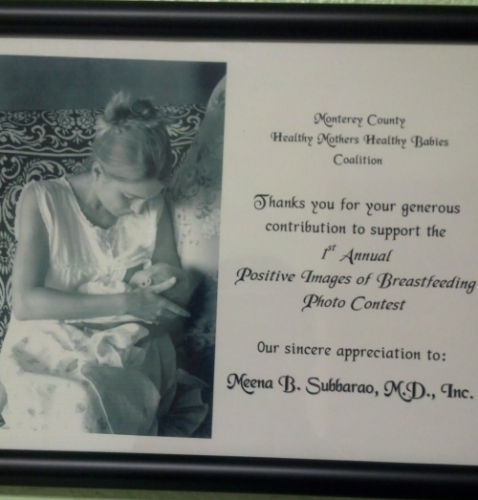 Monterey County
Healthy Mothers Healthy Babies
Coalition
Thanks you for your generous
contribution to support the
1st Annual
Positive Images of Breastfeeding
Photo Contest
Our sincere appreciation to:
Meena B. Subbarao, M.D., Inc.